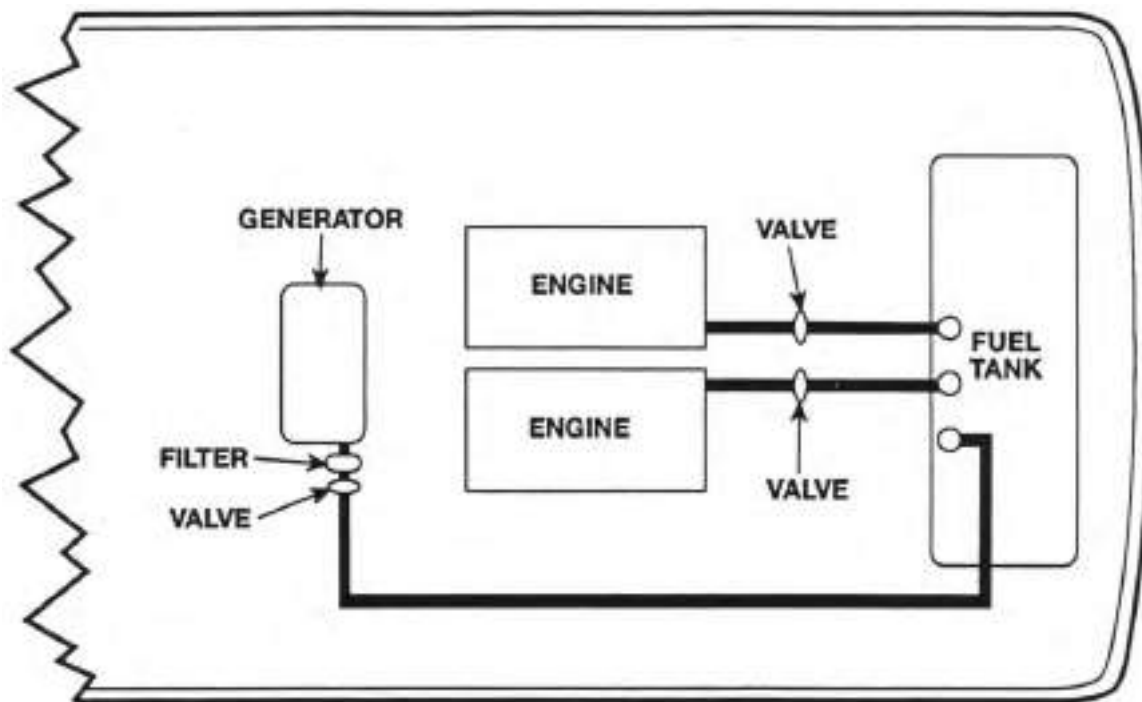 GENERATOR
VALVE
ENGINE
FUEL
TANK
ENGINE
FILTER
VALVE
VALVE